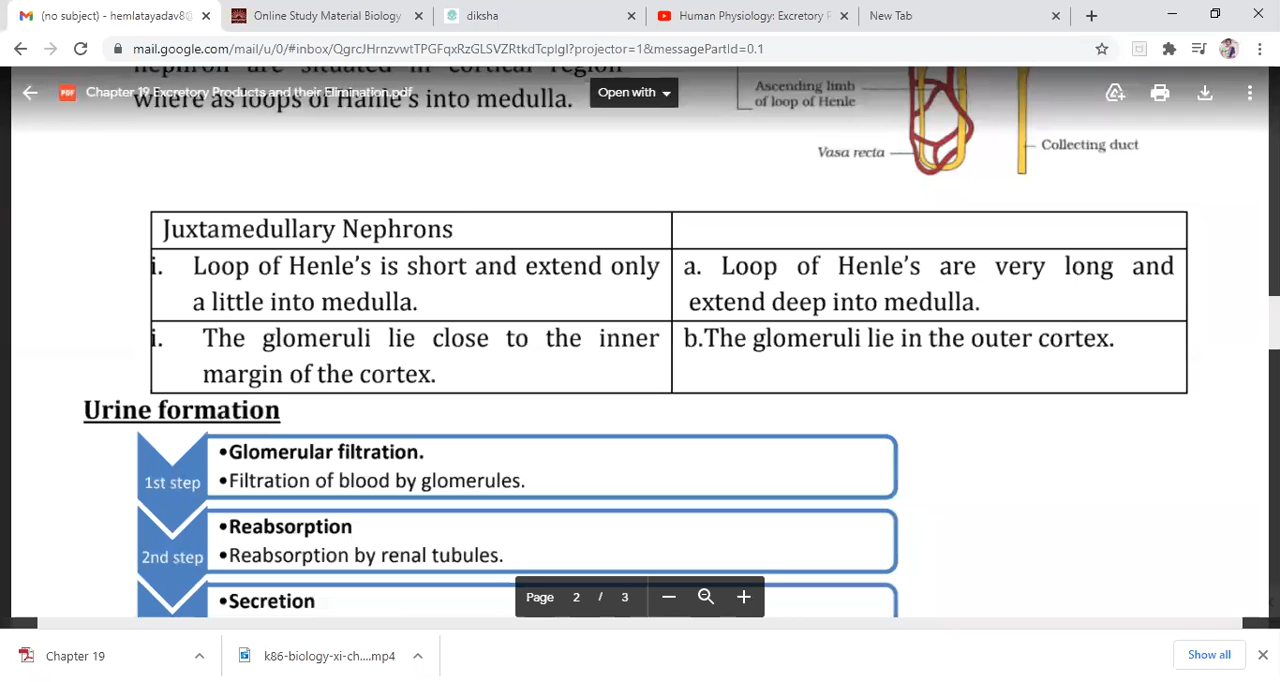 (no subject) - hemlatayadav8
Online Study Material Biology
diksha
Human Physiology: Excretory P
New Tab
mail.google.com/mail/u/0/#inbox/QgrcJHrnzvwtTPGFqxRzGLSVZRtkdTcplgl?projector=1&messagePartId=0.1
nephron are situated in cortical region
Chapter 19 Excretory Products and their Elimination.pdf
Open with
where as loops of Hanle's into medulla.
Ascending limb
of loop of Henle
Vasa recta
Collecting duct
Juxtamedullary Nephrons
i. Loop of Henle's is short and extend only
a little into medulla.
a. Loop of Henle's are very long and
extend deep into medulla.
i. The glomeruli lie close to the inner
margin of the cortex.
b.The glomeruli lie in the outer cortex.
Urine formation
1st step
•Glomerular filtration.
•Filtration of blood by glomerules.
2nd step
•Reabsorption
•Reabsorption by renal tubules.
•Secretion
Page 2 / 3
Chapter 19
k86-biology-xi-ch....mp4
Show all